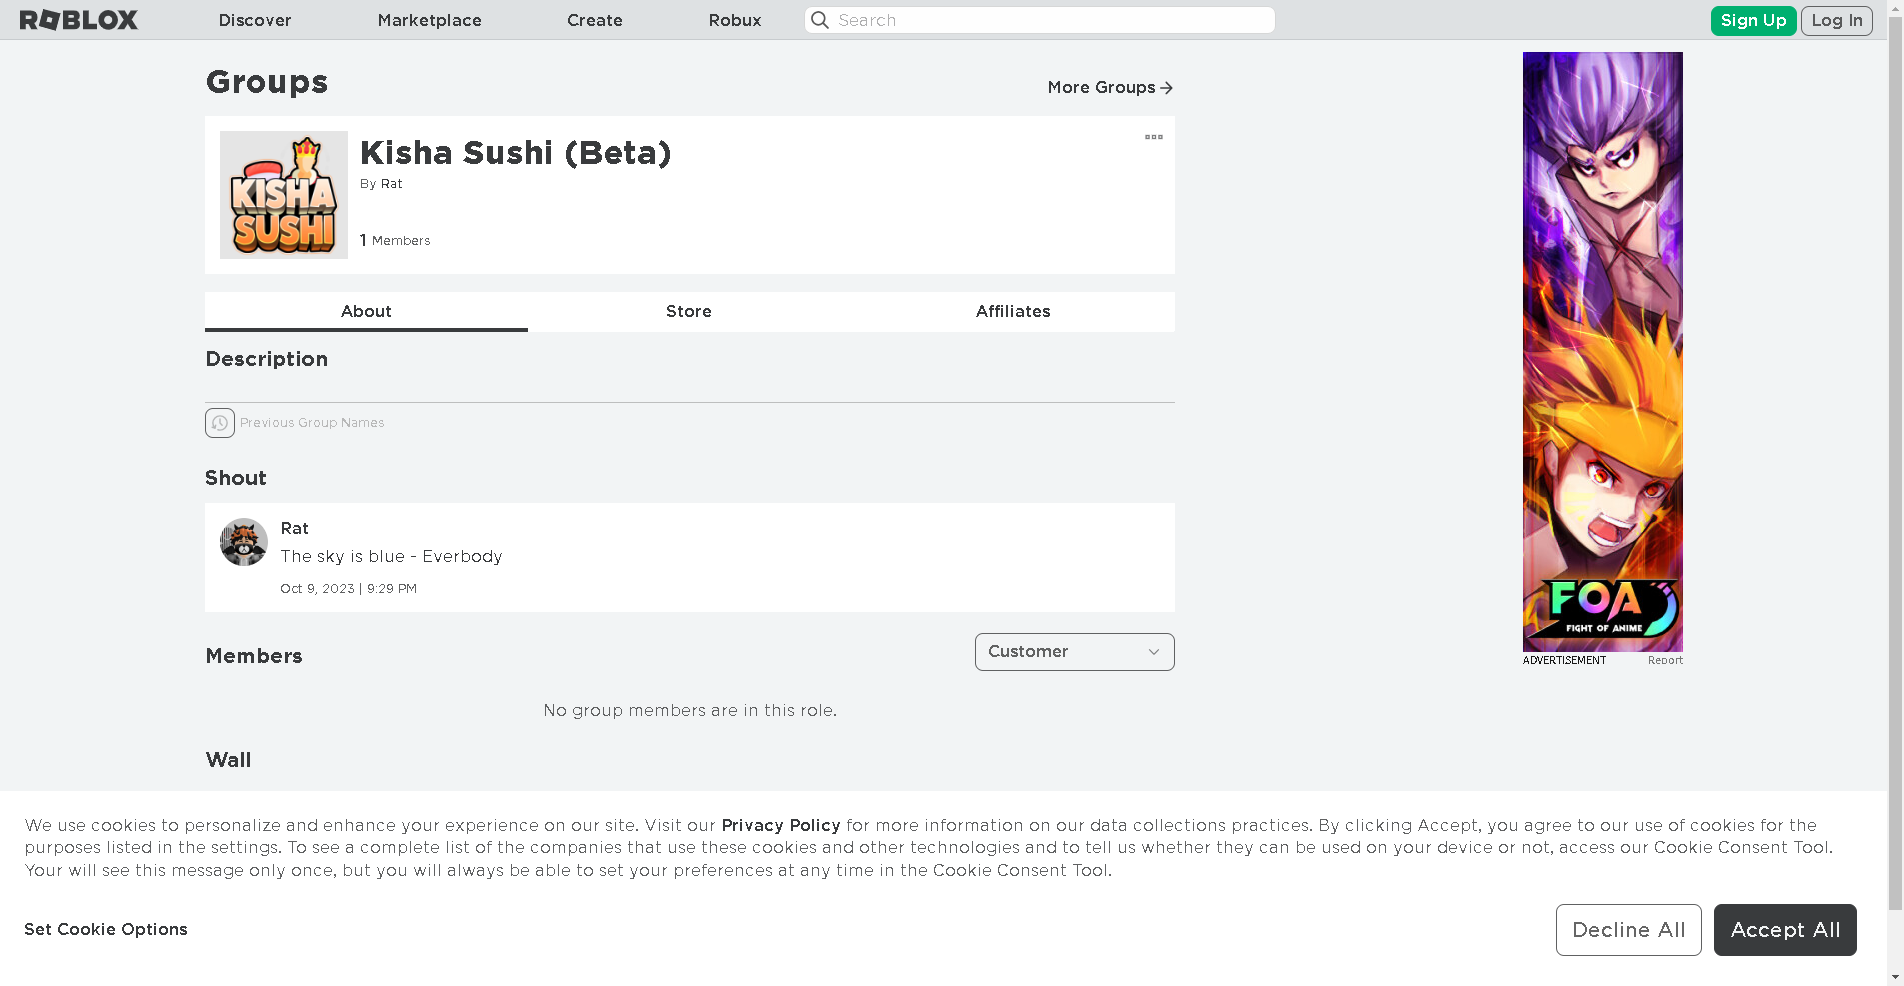 ROBLOX
Discover
Marketplace
Create
Robux
Search
Sign Up
Log In
Groups
More Groups
KISHA
SUSHI
Kisha Sushi (Beta)
By Rat
1 Members
About
Store
Affiliates
Description
Previous Group Names
Shout
Rat
The sky is blue - Everbody
Oct 9, 2023 | 9:29 PM
Members
Customer
No group members are in this role.
Wall
FOA
FIGHT OF ANIME
ADVERTISEMENT
Report
We use cookies to personalize and enhance your experience on our site. Visit our Privacy Policy for more information on our data collections practices. By clicking Accept, you agree to our use of cookies for the
purposes listed in the settings. To see a complete list of the companies that use these cookies and other technologies and to tell us whether they can be used on your device or not, access our Cookie Consent Tool.
Your will see this message only once, but you will always be able to set your preferences at any time in the Cookie Consent Tool.
Set Cookie Options
Decline All
Accept All